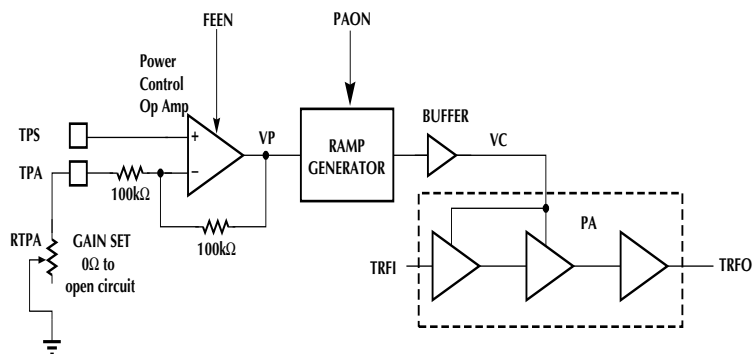 FEEN
PAON
Power
Control
Op Amp
TPS
+
VP
RAMP
GENERATOR
BUFFER
VC
TPA
100kΩ
–
100kΩ
RTPA
GAIN SET
0Ω to
open circuit
PA
TRFI
TRFO